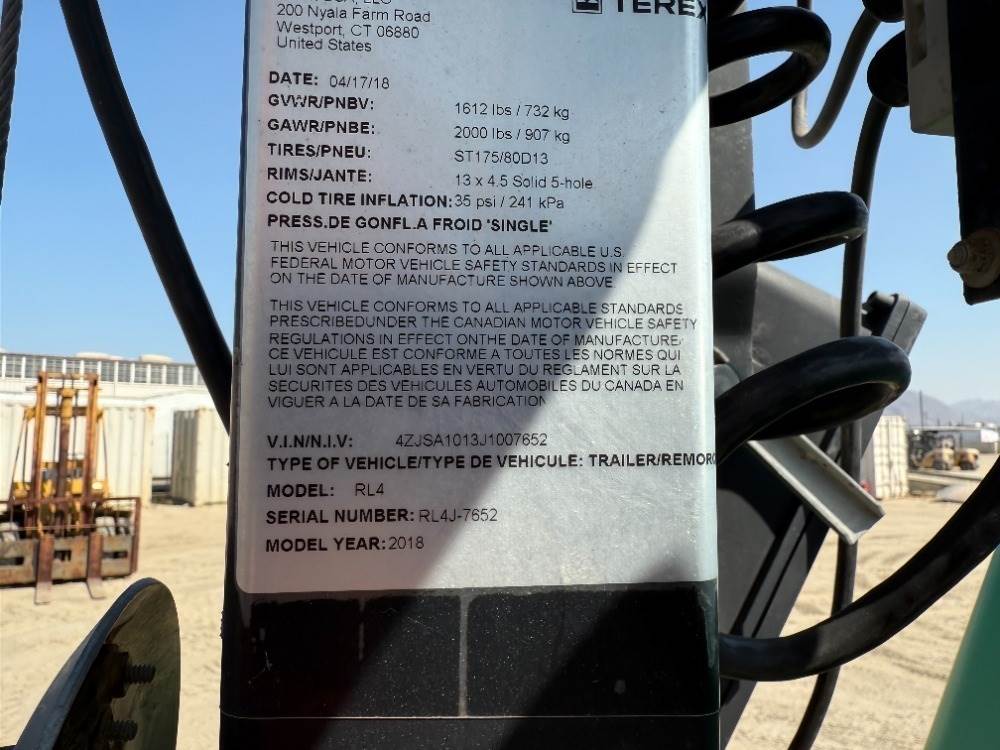 TEREX
200 Nyala Farm Road
Westport, CT 06880
United States
DATE: 04/17/18
GVWR/PNBV: 1612 lbs / 732 kg
GAWR/PNBE: 2000 lbs / 907 kg
TIRES/PNEU: ST175/80D13
RIMS/JANTE: 13 x 4.5 Solid 5-hole
COLD TIRE INFLATION: 35 psi / 241 kPa
PRESS.DE GONFL.A FROID 'SINGLE'
THIS VEHICLE CONFORMS TO ALL APPLICABLE U.S.
FEDERAL MOTOR VEHICLE SAFETY STANDARDS IN EFFECT
ON THE DATE OF MANUFACTURE SHOWN ABOVE.
THIS VEHICLE CONFORMS TO ALL APPLICABLE STANDARDS
PRESCRIBEDUNDER THE CANADIAN MOTOR VEHICLE SAFETY
REGULATIONS IN EFFECT ONTHE DATE OF MANUFACTURE.
CE VEHICULE EST CONFORME A TOUTES LES NORMES QUI
LUI SONT APPLICABLES EN VERTU DU REGLAMENT SUR LA
SECURITES DES VEHICULES AUTOMOBILES DU CANADA EN
VIGUER A LA DATE DE SA FABRICATION
V.I.N/N.I.V: 4ZJSA1013J1007652
TYPE OF VEHICLE/TYPE DE VEHICULE: TRAILER/REMORQ
MODEL: RL4
SERIAL NUMBER: RL4J-7652
MODEL YEAR: 2018